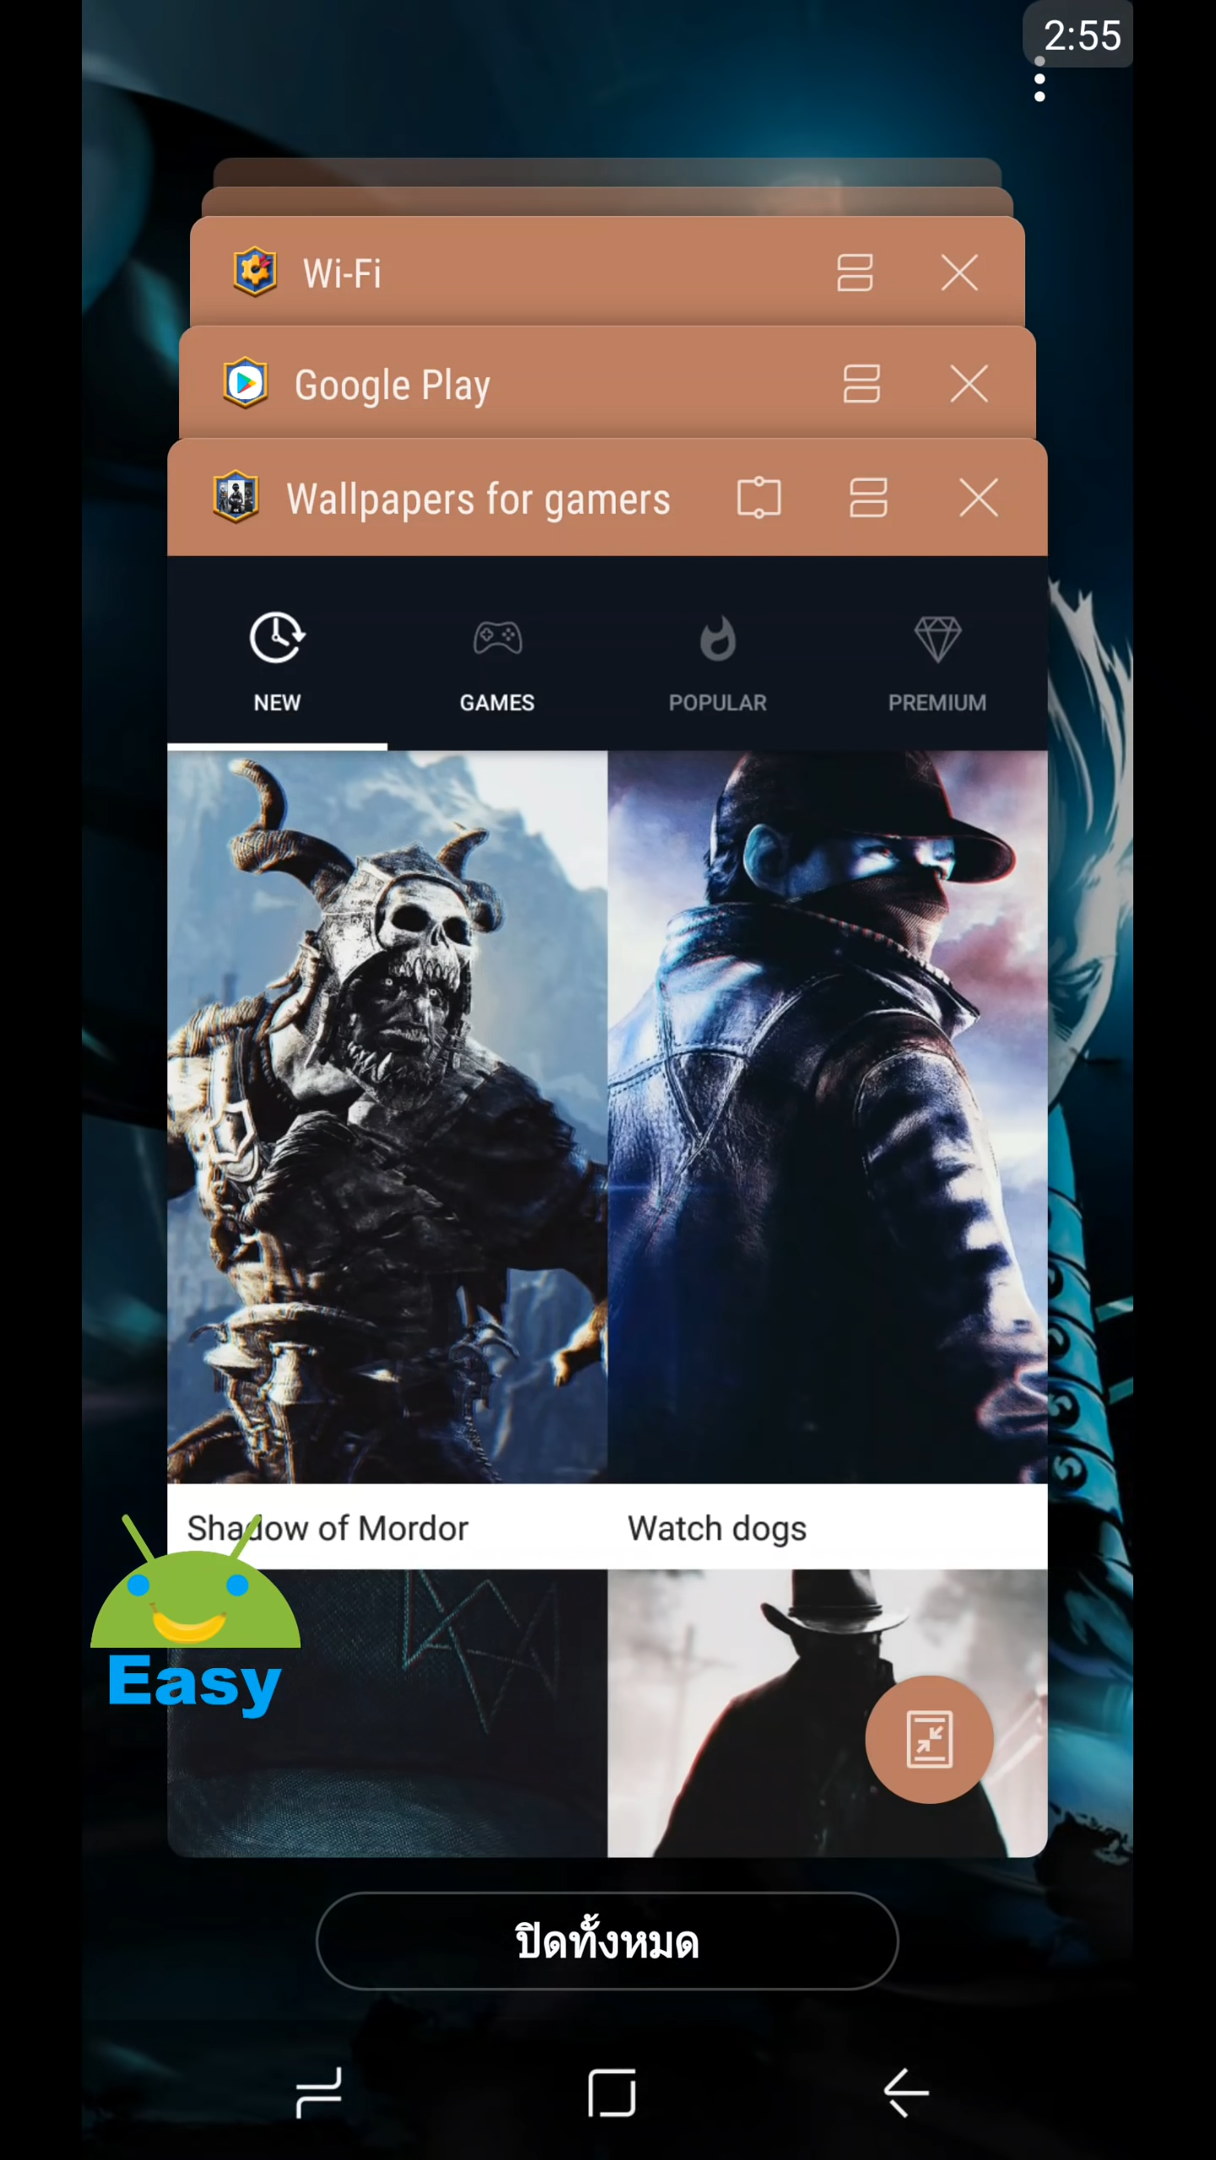 2:55
Wi-Fi
Google Play
Wallpapers for gamers
NEW
GAMES
POPULAR
PREMIUM
Shadow of Mordor
Watch dogs
Easy
ปิดทั้งหมด